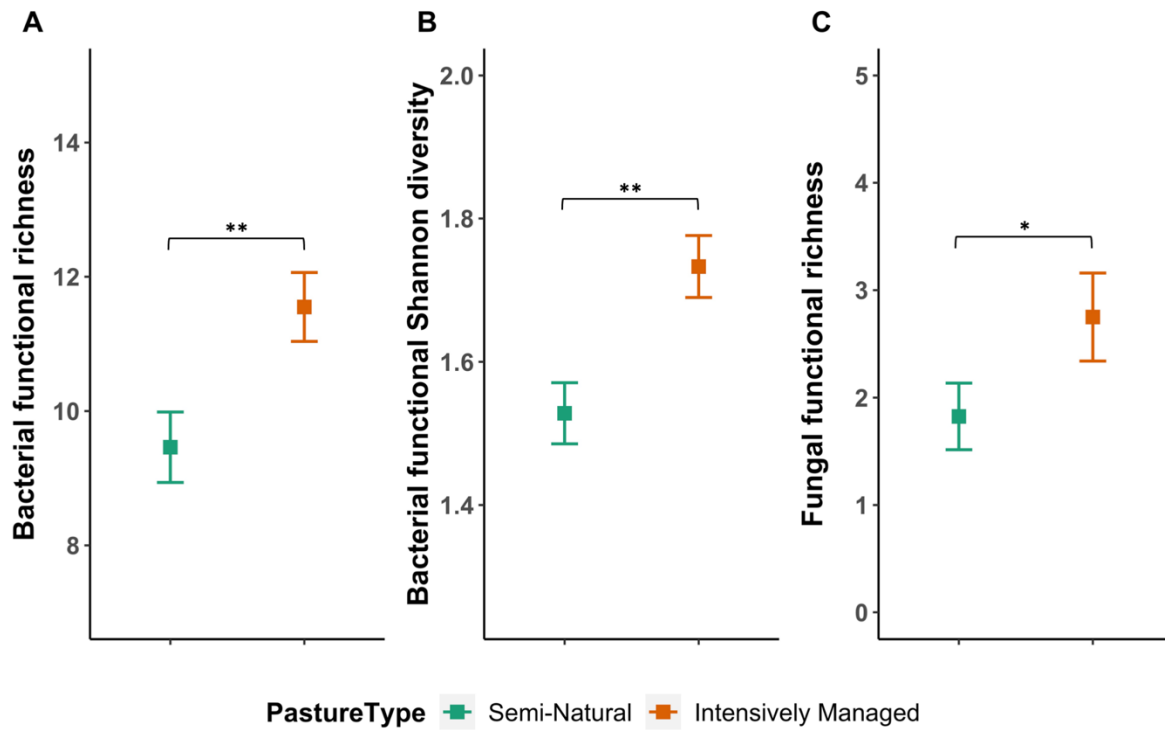 A
Bacterial functional richness
14
12
10
8
**
B
Bacterial functional Shannon diversity
2.0
1.8
1.6
1.4
**
C
Fungal functional richness
5
4
3
2
1
0
*
PastureType Semi-Natural Intensively Managed